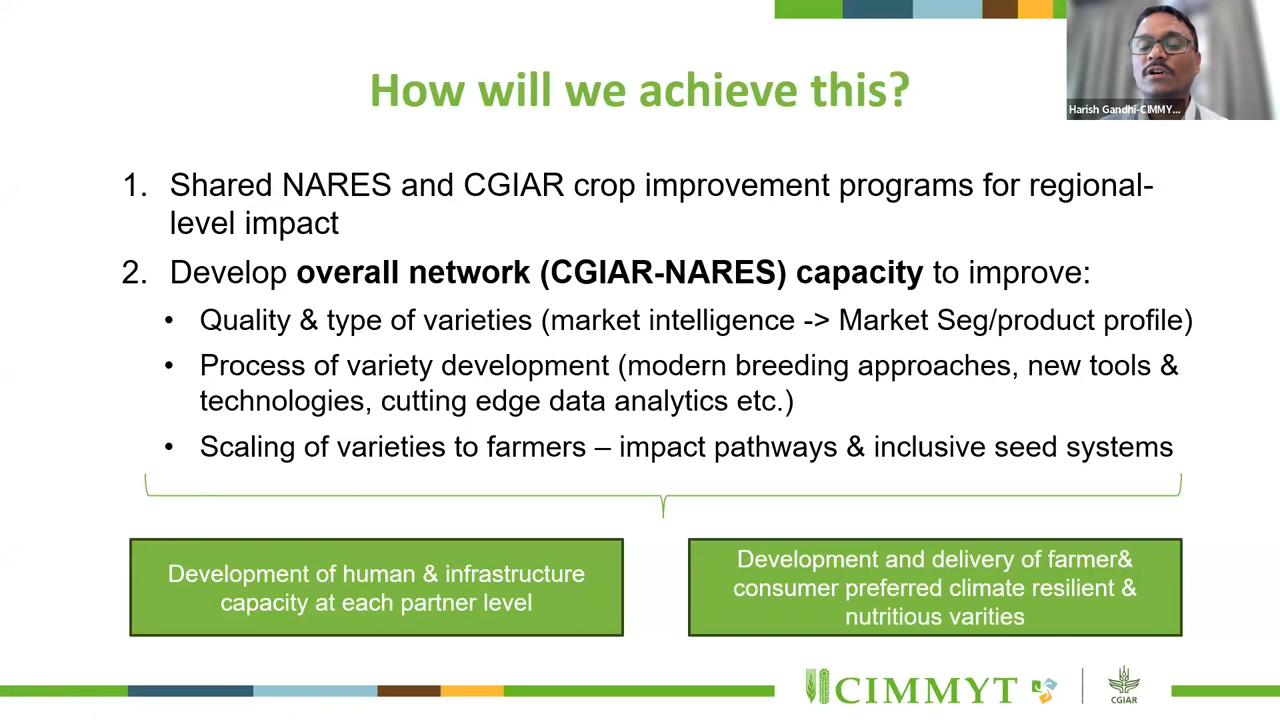 How will we achieve this?
Harish Gandhi-CIMMY...
1. Shared NARES and CGIAR crop improvement programs for regional-
level impact
2. Develop overall network (CGIAR-NARES) capacity to improve:
• Quality & type of varieties (market intelligence -> Market Seg/product profile)
• Process of variety development (modern breeding approaches, new tools &
technologies, cutting edge data analytics etc.)
• Scaling of varieties to farmers – impact pathways & inclusive seed systems
Development of human & infrastructure
capacity at each partner level
Development and delivery of farmer&
consumer preferred climate resilient &
nutritious varities
CIMMYT
CGIAR